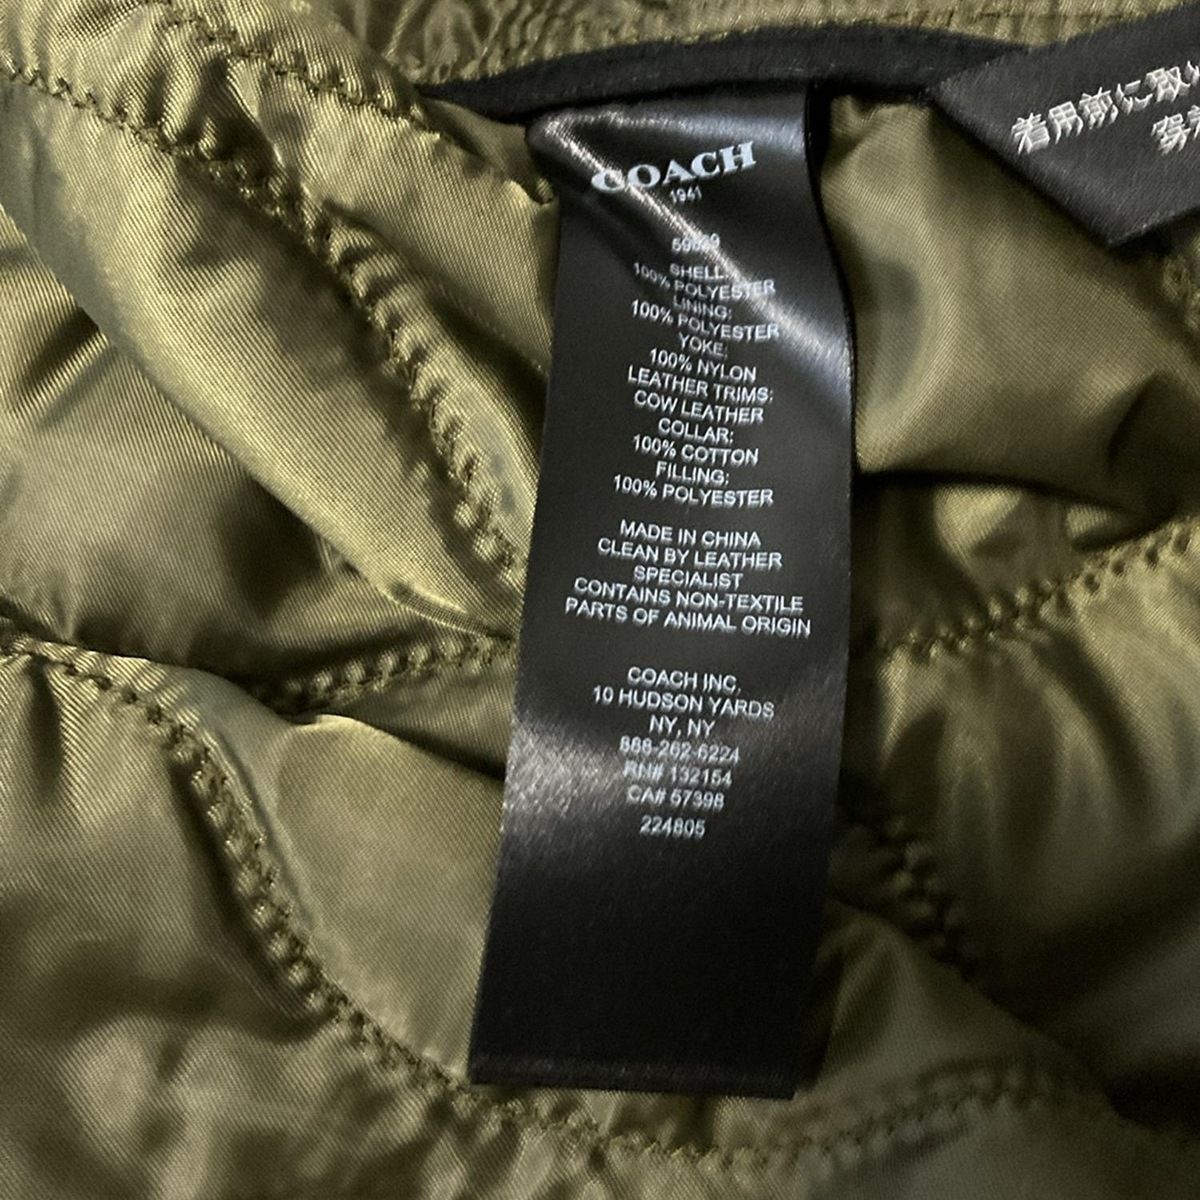 COACH
1941
SHELL:
100% POLYESTER
LINING:
100% POLYESTER
YOKE:
100% NYLON
LEATHER TRIMS:
COW LEATHER
COLLAR:
100% COTTON
FILLING:
100% POLYESTER
MADE IN CHINA
CLEAN BY LEATHER
SPECIALIST
CONTAINS NON-TEXTILE
PARTS OF ANIMAL ORIGIN
COACH INC.
10 HUDSON YARDS
NY, NY
888-262-6224
RN# 132154
CA# 57398
224805
着用前に取り
穿